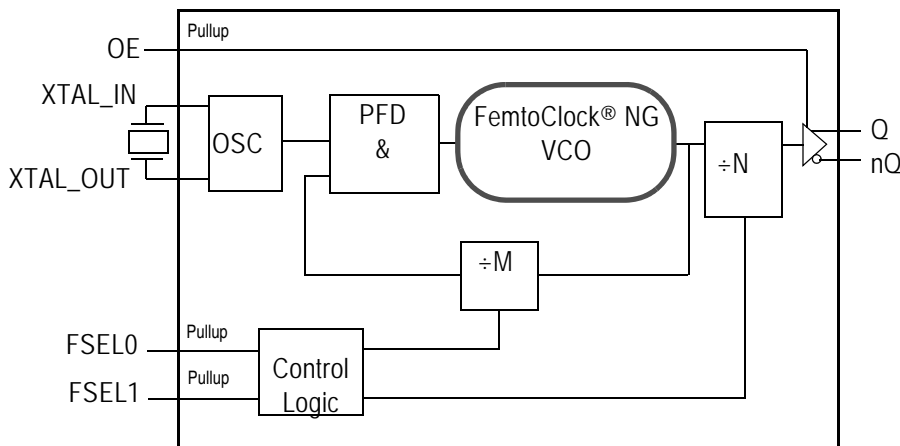 Pullup
OE
XTAL_IN
OSC
XTAL_OUT
PFD
&
FemtoClock® NG
VCO
÷N
Q
nQ
÷M
Pullup
FSEL0
Pullup
FSEL1
Control
Logic